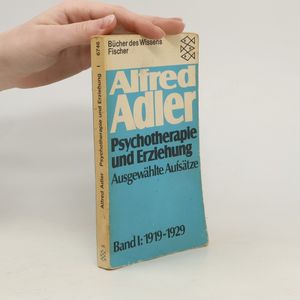 Bücher des Wissens
Fischer
Alfred
Adler
Psychotherapie
und Erziehung
Ausgewählte Aufsätze
Band I: 1919-1929
Alfred Adler Psychotherapie und Erziehung I 6746